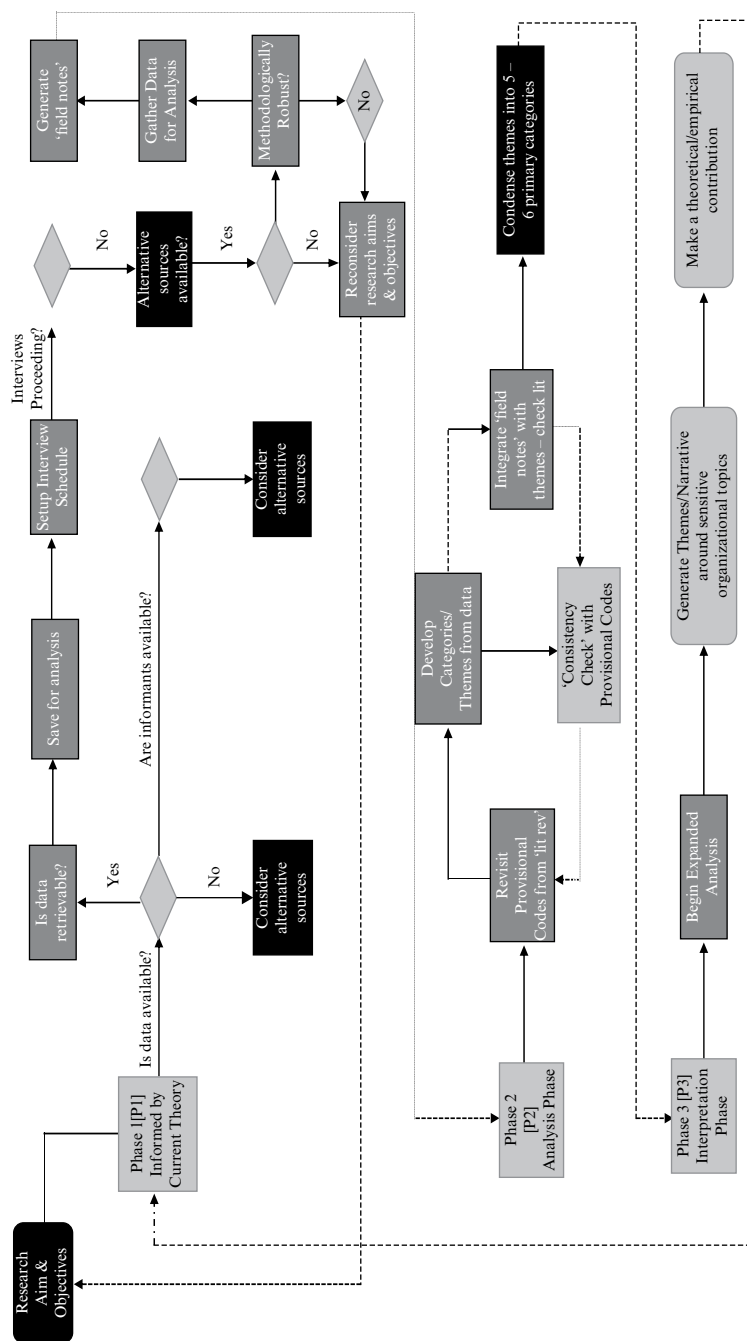 Research
Aim &
Objectives
Phase 1[P1]
Informed by
Current Theory
Is data available?
Yes
No
Is data
retrievable?
Consider
alternative
sources
Save for analysis
Are informants available?
Consider
alternative
sources
Setup Interview
Schedule
Interviews
Proceeding?
No
Alternative
sources
available?
Yes
No
Reconsider
research aims
& objectives
Generate
‘field notes’
Gather Data
for Analysis
Methodologically
Robust?
No
Phase 2
[P2]
Analysis Phase
Revisit
Provisional
Codes from ‘lit rev’
Develop
Categories/
Themes from data
‘Consistency
Check’ with
Provisional Codes
Integrate ‘field
notes’ with
themes – check lit
Condense themes into 5 –
6 primary categories
Phase 3 [P3]
Interpretation
Phase
Begin Expanded
Analysis
Generate Themes/Narrative
around sensitive
organizational topics
Make a theoretical/empirical
contribution